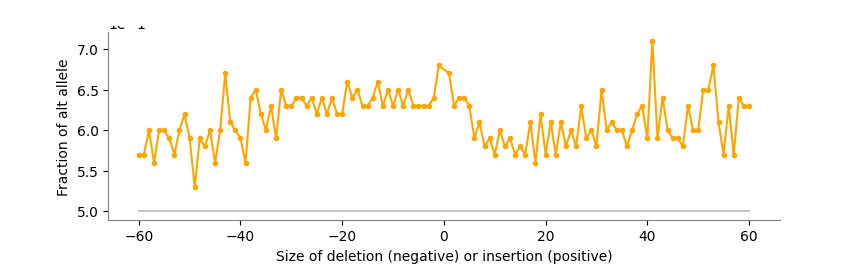 7.0
6.5
6.0
5.5
5.0
Fraction of alt allele
−60 −40 −20 0 20 40 60
Size of deletion (negative) or insertion (positive)